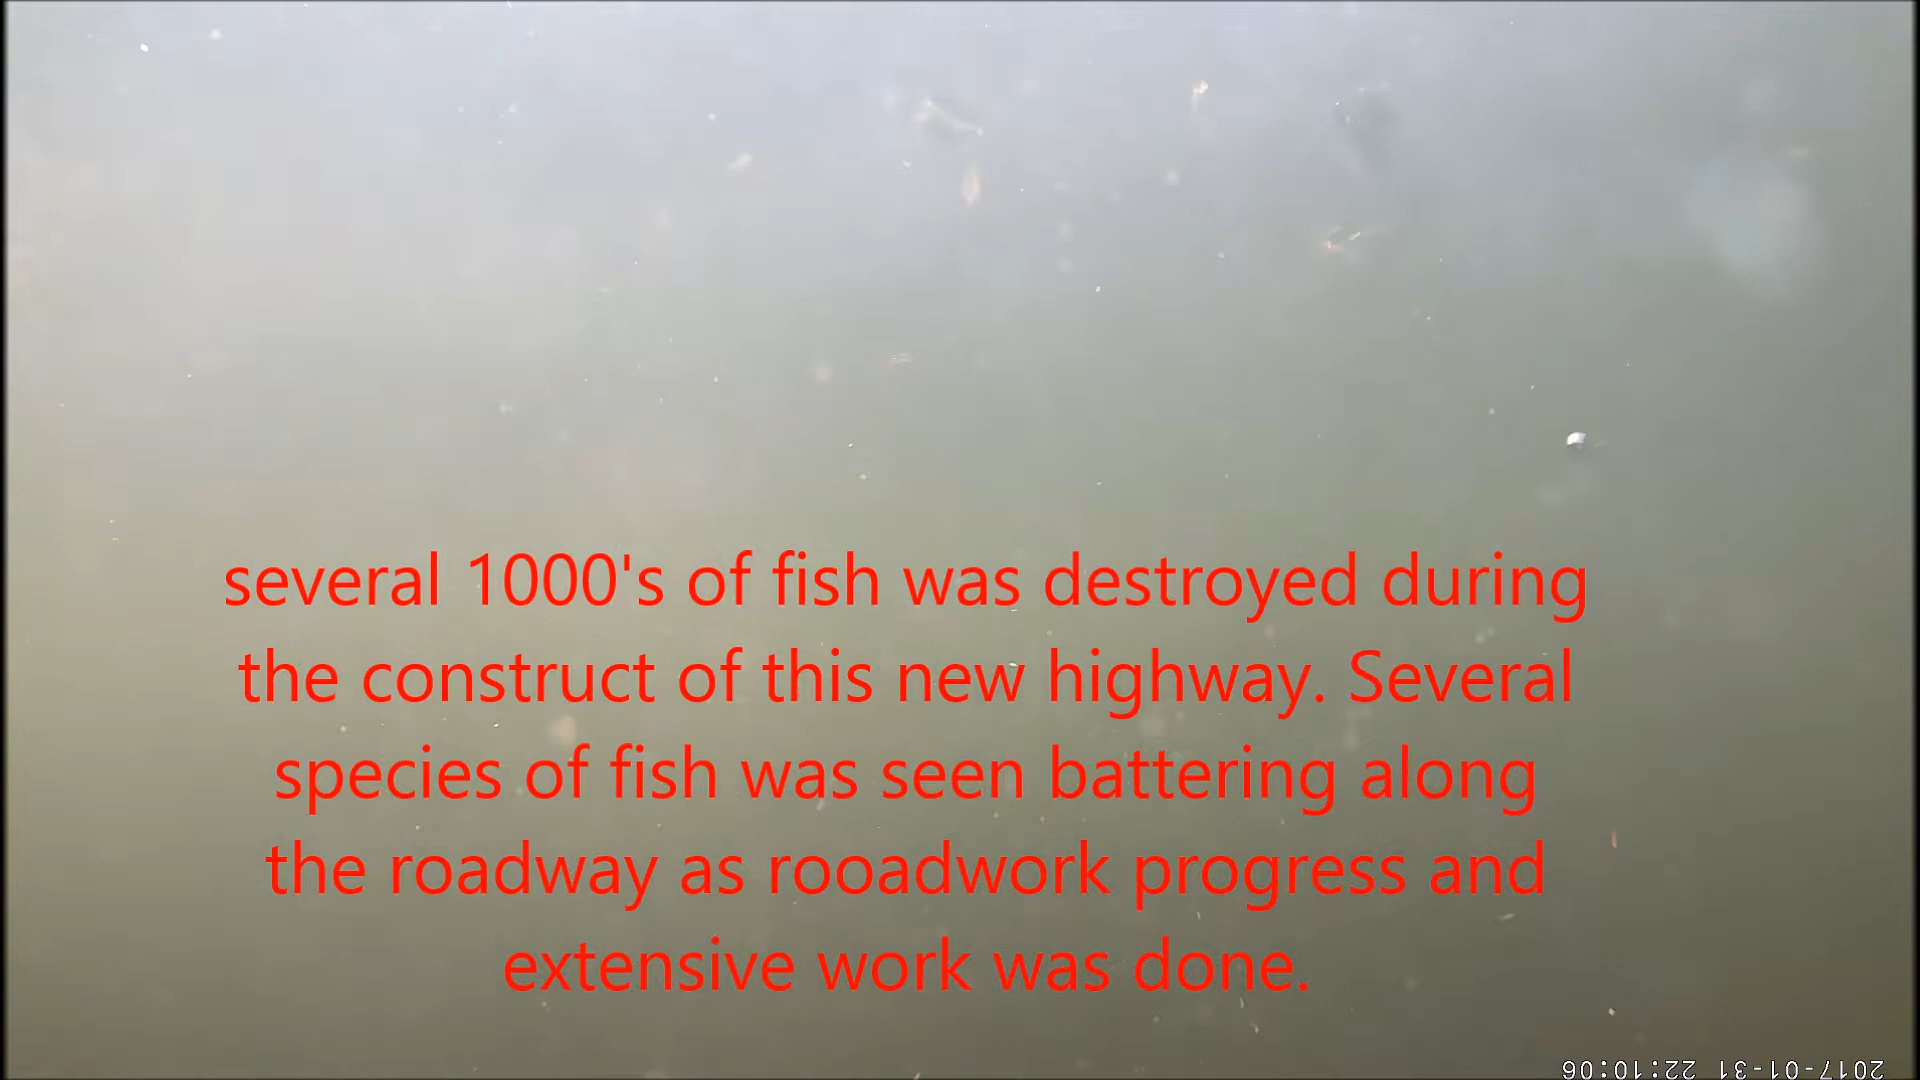 several 1000's of fish was destroyed during
the construct of this new highway. Several
species of fish was seen battering along
the roadway as rooadwork progress and
extensive work was done.
2017-01-31 22:10:06